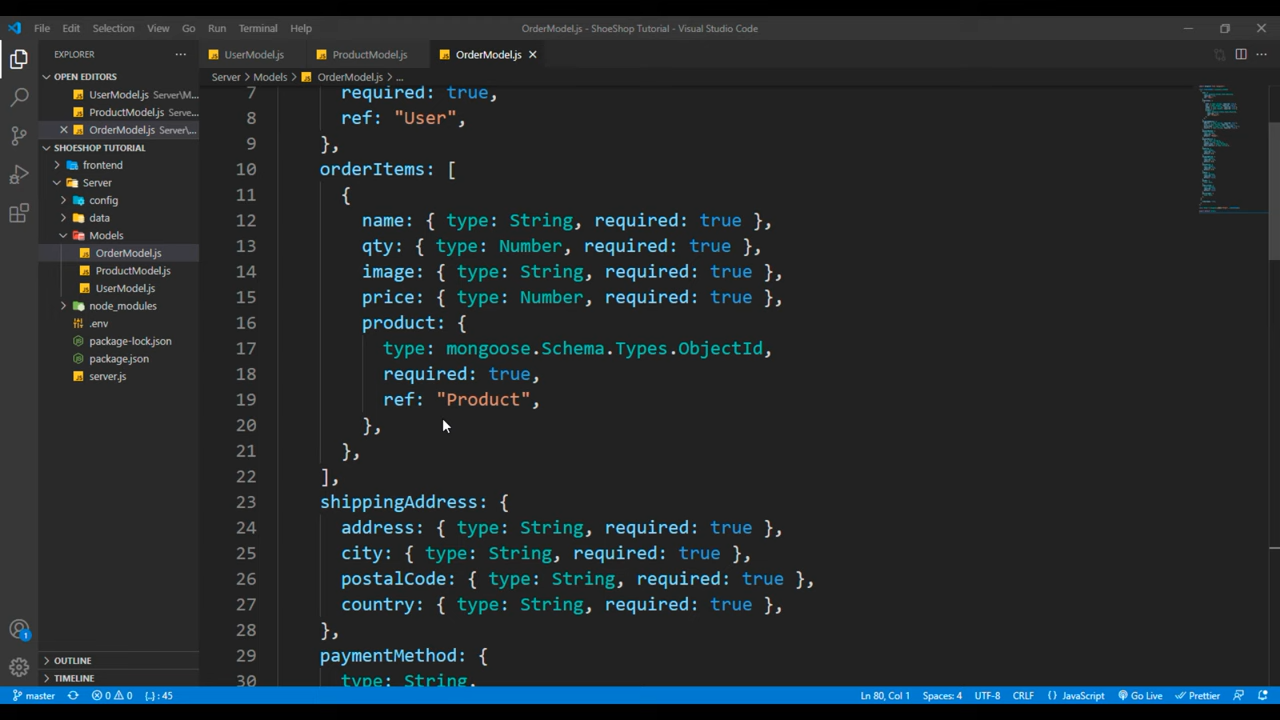 File Edit Selection View Go Run Terminal Help
OrderModel.js - ShoeShop Tutorial - Visual Studio Code
EXPLORER
OPEN EDITORS
UserModel.js Server\M...
ProductModel.js Serve...
OrderModel.js Server\...
SHOESHOP TUTORIAL
frontend
Server
config
data
Models
OrderModel.js
ProductModel.js
UserModel.js
node_modules
.env
package-lock.json
package.json
server.js
OUTLINE
TIMELINE
UserModel.js ProductModel.js OrderModel.js
Server > Models > OrderModel.js > ...
7 required: true,
8 ref: "User",
9 },
10 orderItems: [
11 {
12 name: { type: String, required: true },
13 qty: { type: Number, required: true },
14 image: { type: String, required: true },
15 price: { type: Number, required: true },
16 product: {
17 type: mongoose.Schema.Types.ObjectId,
18 required: true,
19 ref: "Product",
20 },
21 },
22 ],
23 shippingAddress: {
24 address: { type: String, required: true },
25 city: { type: String, required: true },
26 postalCode: { type: String, required: true },
27 country: { type: String, required: true },
28 },
29 paymentMethod: {
30 type: String,
1
master 0 0 {..} : 45 Ln 80, Col 1 Spaces: 4 UTF-8 CRLF {} JavaScript Go Live Prettier